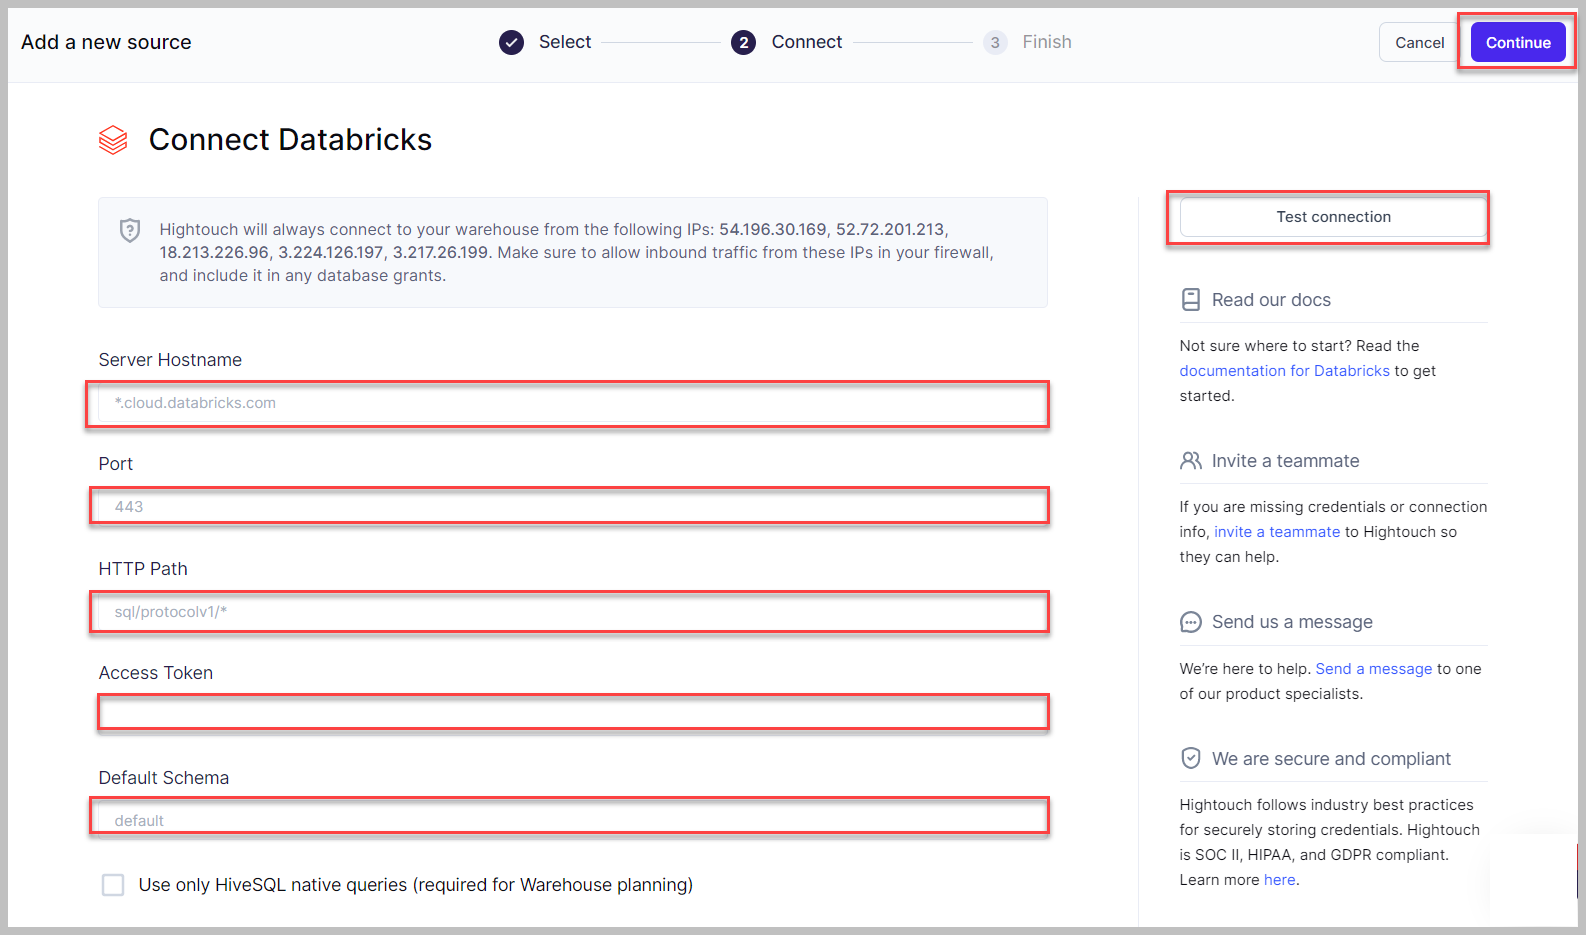 Add a new source
Select
2
Connect
3
Finish
Cancel
Continue
Connect Databricks
Hightouch will always connect to your warehouse from the following IPs: 54.196.30.169, 52.72.201.213,
18.213.226.96, 3.224.126.197, 3.217.26.199. Make sure to allow inbound traffic from these IPs in your firewall,
and include it in any database grants.
Server Hostname
*.cloud.databricks.com
Port
443
HTTP Path
sql/protocolv1/*
Access Token
Default Schema
default
Use only HiveSQL native queries (required for Warehouse planning)
Test connection
Read our docs
Not sure where to start? Read the
documentation for Databricks to get
started.
Invite a teammate
If you are missing credentials or connection
info, invite a teammate to Hightouch so
they can help.
Send us a message
We’re here to help. Send a message to one
of our product specialists.
We are secure and compliant
Hightouch follows industry best practices
for securely storing credentials. Hightouch
is SOC II, HIPAA, and GDPR compliant.
Learn more here.